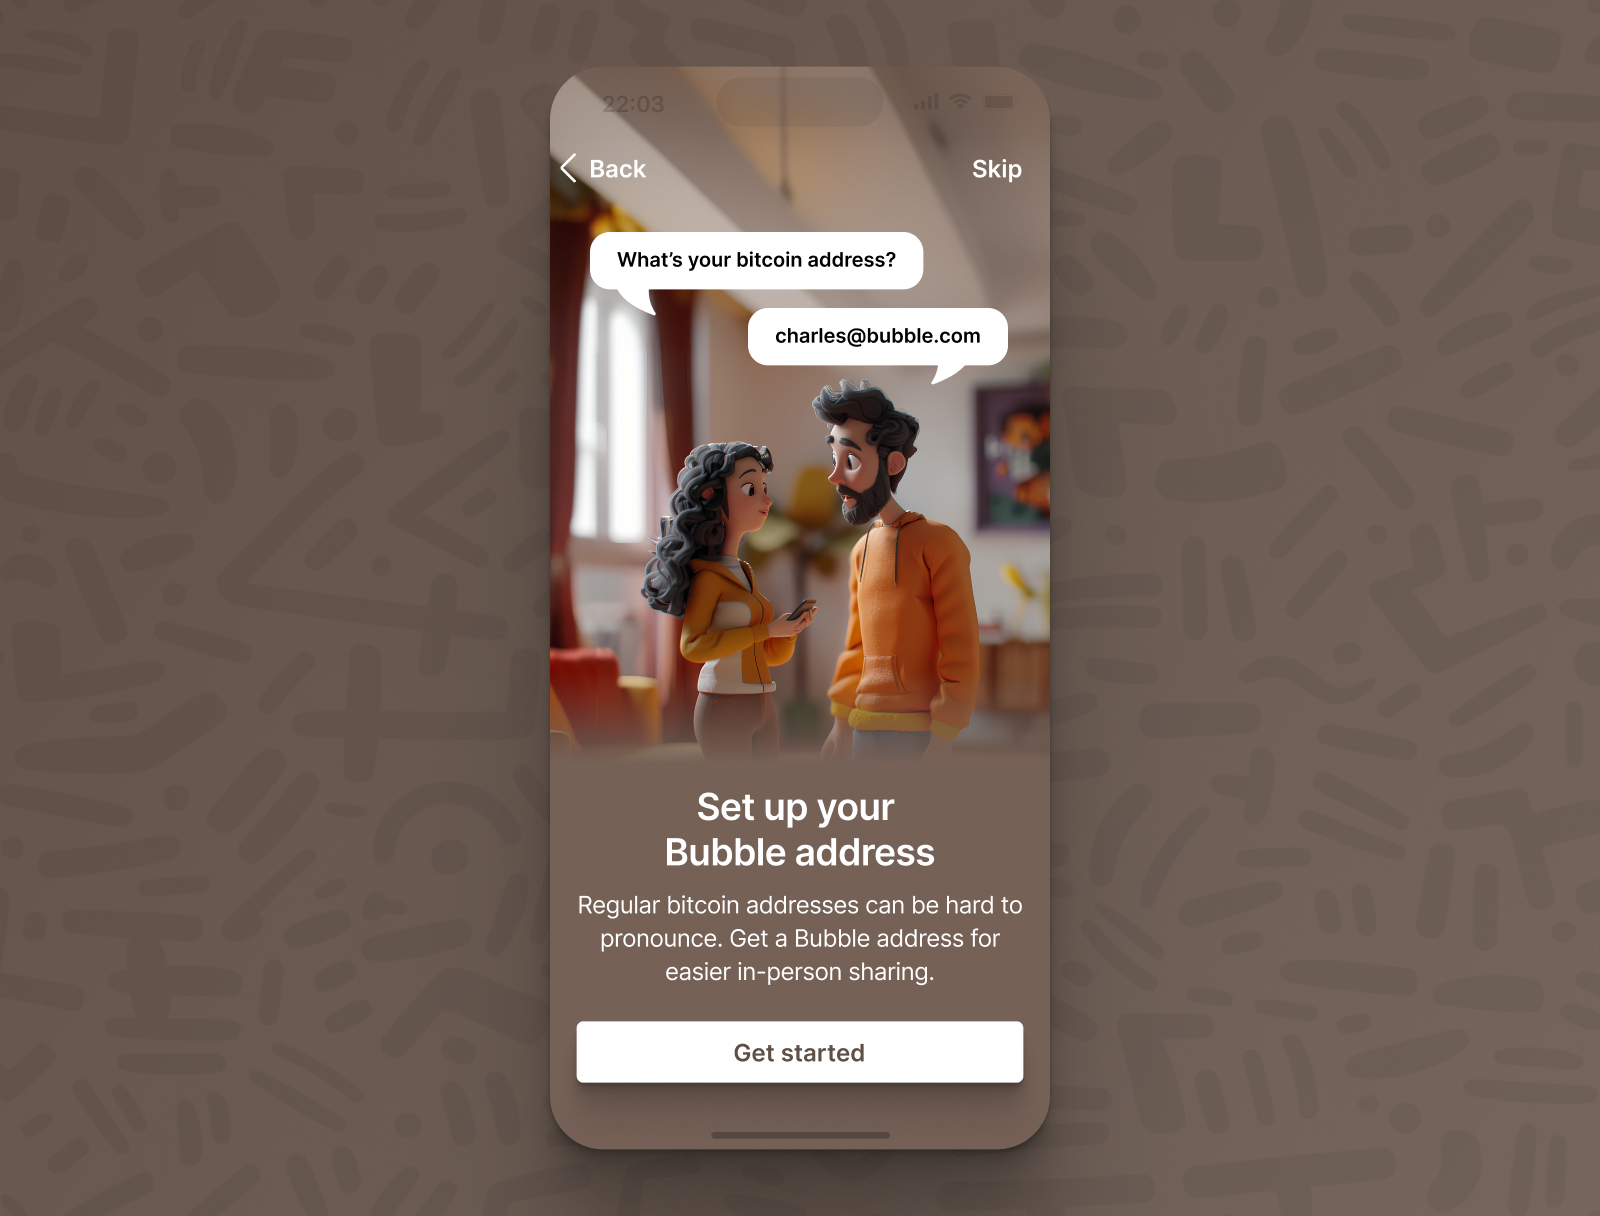 22:03
Back
Skip
What’s your bitcoin address?
charles@bubble.com
Set up your
Bubble address
Regular bitcoin addresses can be hard to
pronounce. Get a Bubble address for
easier in-person sharing.
Get started